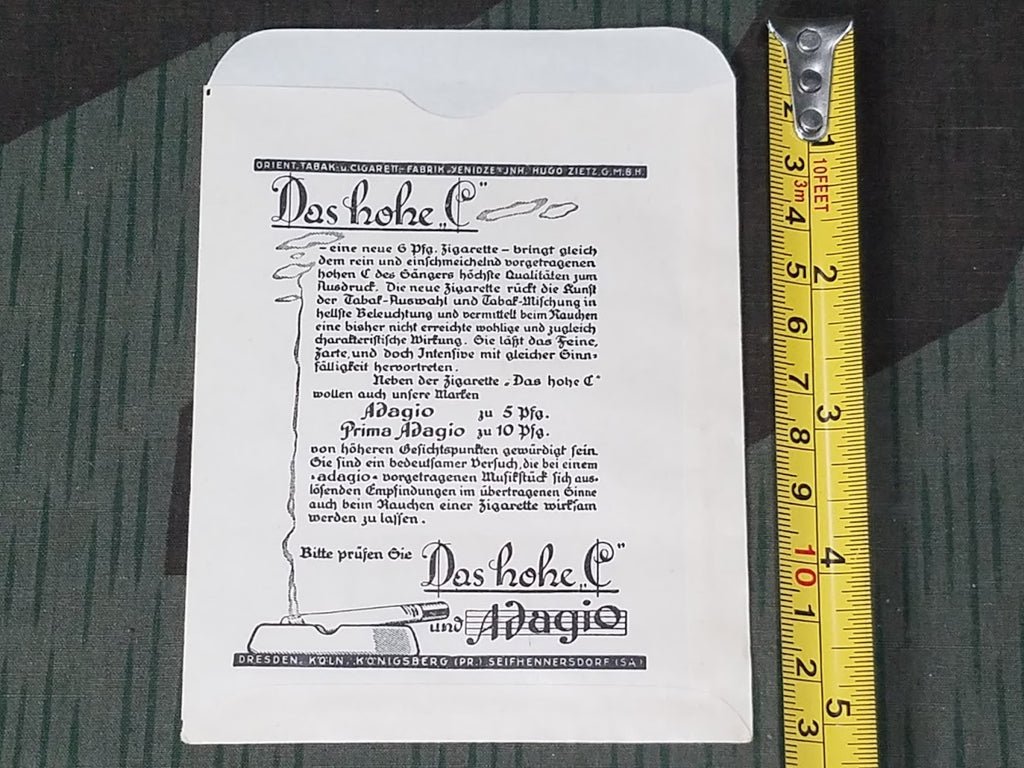 ORIENT. TABAK- u. CIGARETT-FABRIK „YENIDZE“ JNH. HUGO ZIETZ, G.M.B.H.
Das hohe „C“
– eine neue 6 Pfg. Zigarette – bringt gleich
dem rein und einschmeichelnd vorgetragenen
hohen C des Sängers höchste Qualitäten zum
Ausdruck. Die neue Zigarette rückt die Kunst
der Tabak-Auswahl und Tabak-Mischung in
hellste Beleuchtung und vermittelt beim Rauchen
eine bisher nicht erreichte wohlige und zugleich
charakteristische Wirkung. Sie läßt das Feine,
Zarte, und doch Intensive mit gleicher Sinn-
fälligkeit hervortreten.
Neben der Zigarette „Das hohe C“
wollen auch unsere Marken
Adagio zu 5 Pfg.
Prima Adagio zu 10 Pfg.
von höheren Gesichtspunkten gewürdigt sein.
Sie sind ein bedeutsamer Versuch, die bei einem
„adagio“ vorgetragenen Musikstück sich aus-
lösenden Empfindungen im übertragenen Sinne
auch beim Rauchen einer Zigarette wirksam
werden zu lassen.
Bitte prüfen Sie Das hohe „C“
und Adagio
DRESDEN, KÖLN, KÖNIGSBERG (PR.) SEIFHENNERSDORF (SA)
2 3 4 5 6 7 8 9 10 1 2 3
3m
10FEET
1 2 3 4 5